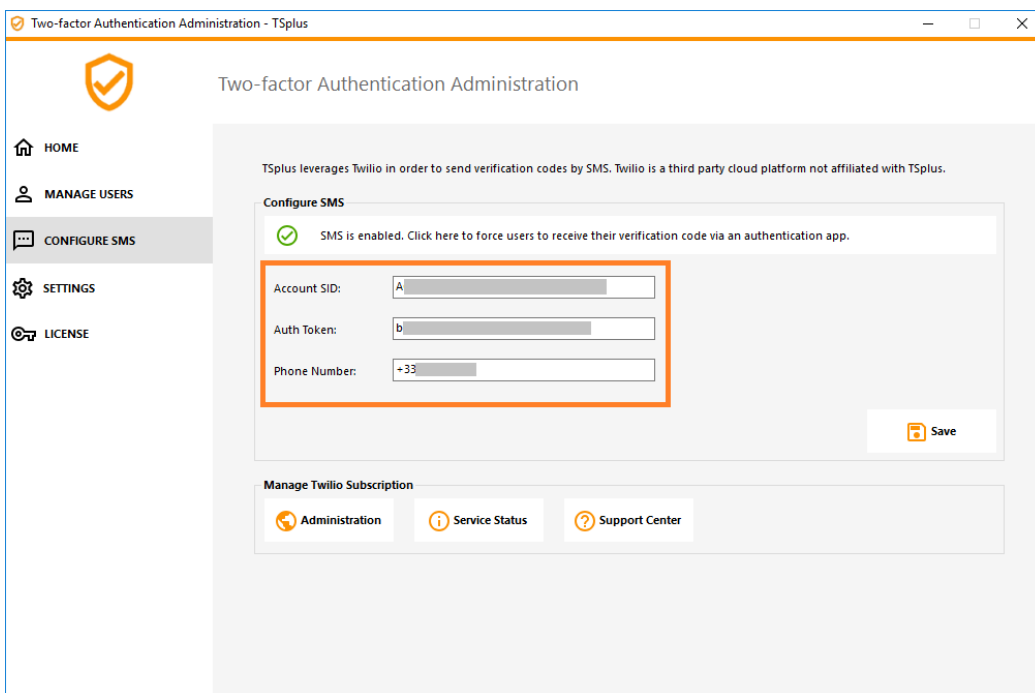 Two-factor Authentication Administration - TSplus
Two-factor Authentication Administration
HOME
MANAGE USERS
CONFIGURE SMS
SETTINGS
LICENSE
TSplus leverages Twilio in order to send verification codes by SMS. Twilio is a third party cloud platform not affiliated with TSplus.
Configure SMS
SMS is enabled. Click here to force users to receive their verification code via an authentication app.
Account SID: A
Auth Token: b
Phone Number: +33
Save
Manage Twilio Subscription
Administration Service Status Support Center